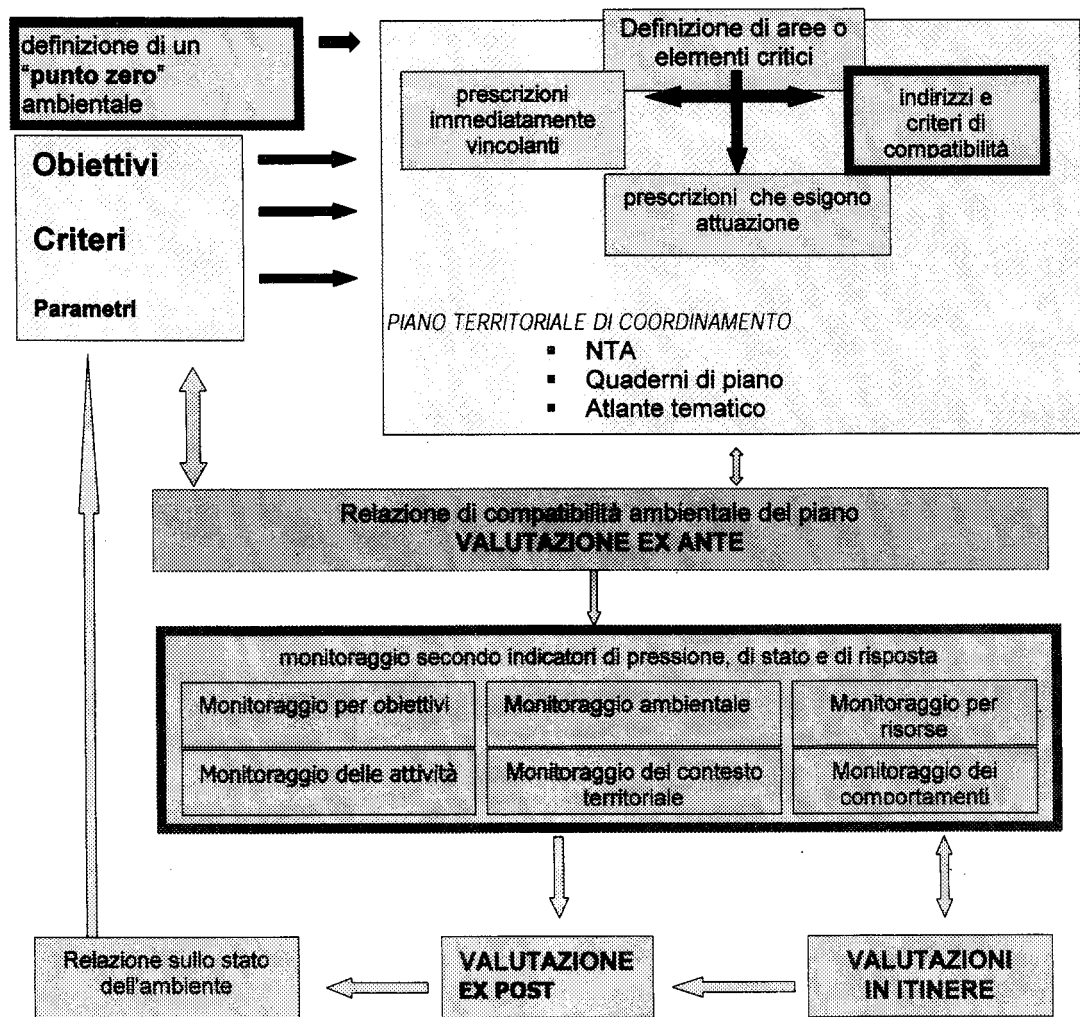 definizione di un
"punto zero"
ambientale
Obiettivi
Criteri
Parametri
Definizione di aree o
elementi critici
prescrizioni
immediatamente
vincolanti
indirizzi e
criteri di
compatibilità
prescrizioni che esigono
attuazione
PIANO TERRITORIALE DI COORDINAMENTO
▪ NTA
▪ Quaderni di piano
▪ Atlante tematico
Relazione di compatibilità ambientale del piano
VALUTAZIONE EX ANTE
monitoraggio secondo indicatori di pressione, di stato e di risposta
Monitoraggio per obiettivi
Monitoraggio ambientale
Monitoraggio per
risorse
Monitoraggio delle attività
Monitoraggio del contesto
territoriale
Monitoraggio dei
comportamenti
Relazione sullo stato
dell'ambiente
VALUTAZIONE
EX POST
VALUTAZIONI
IN ITINERE